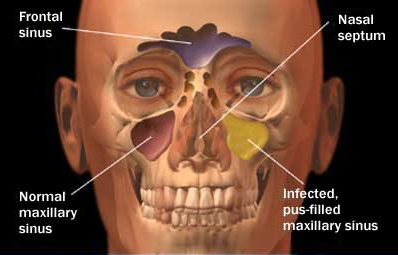 Frontal
sinus
Nasal
septum
Normal
maxillary
sinus
Infected,
pus-filled
maxillary sinus